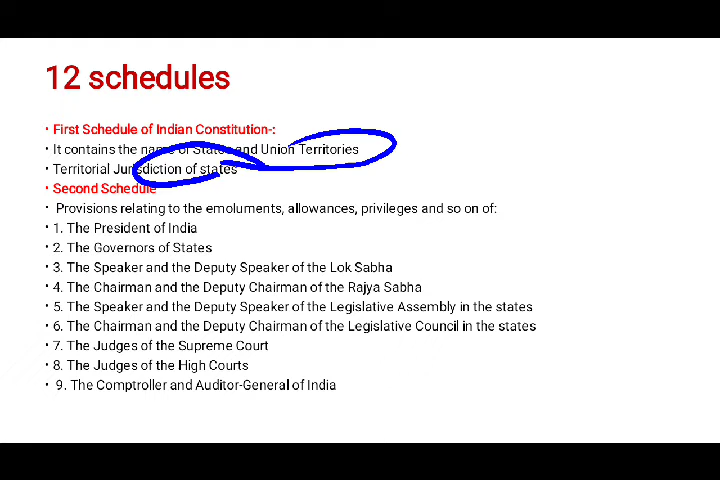 12 schedules
• First Schedule of Indian Constitution-:
• It contains the name of States and Union Territories
• Territorial Jurisdiction of states
• Second Schedule
• Provisions relating to the emoluments, allowances, privileges and so on of:
• 1. The President of India
• 2. The Governors of States
• 3. The Speaker and the Deputy Speaker of the Lok Sabha
• 4. The Chairman and the Deputy Chairman of the Rajya Sabha
• 5. The Speaker and the Deputy Speaker of the Legislative Assembly in the states
• 6. The Chairman and the Deputy Chairman of the Legislative Council in the states
• 7. The Judges of the Supreme Court
• 8. The Judges of the High Courts
• 9. The Comptroller and Auditor-General of India